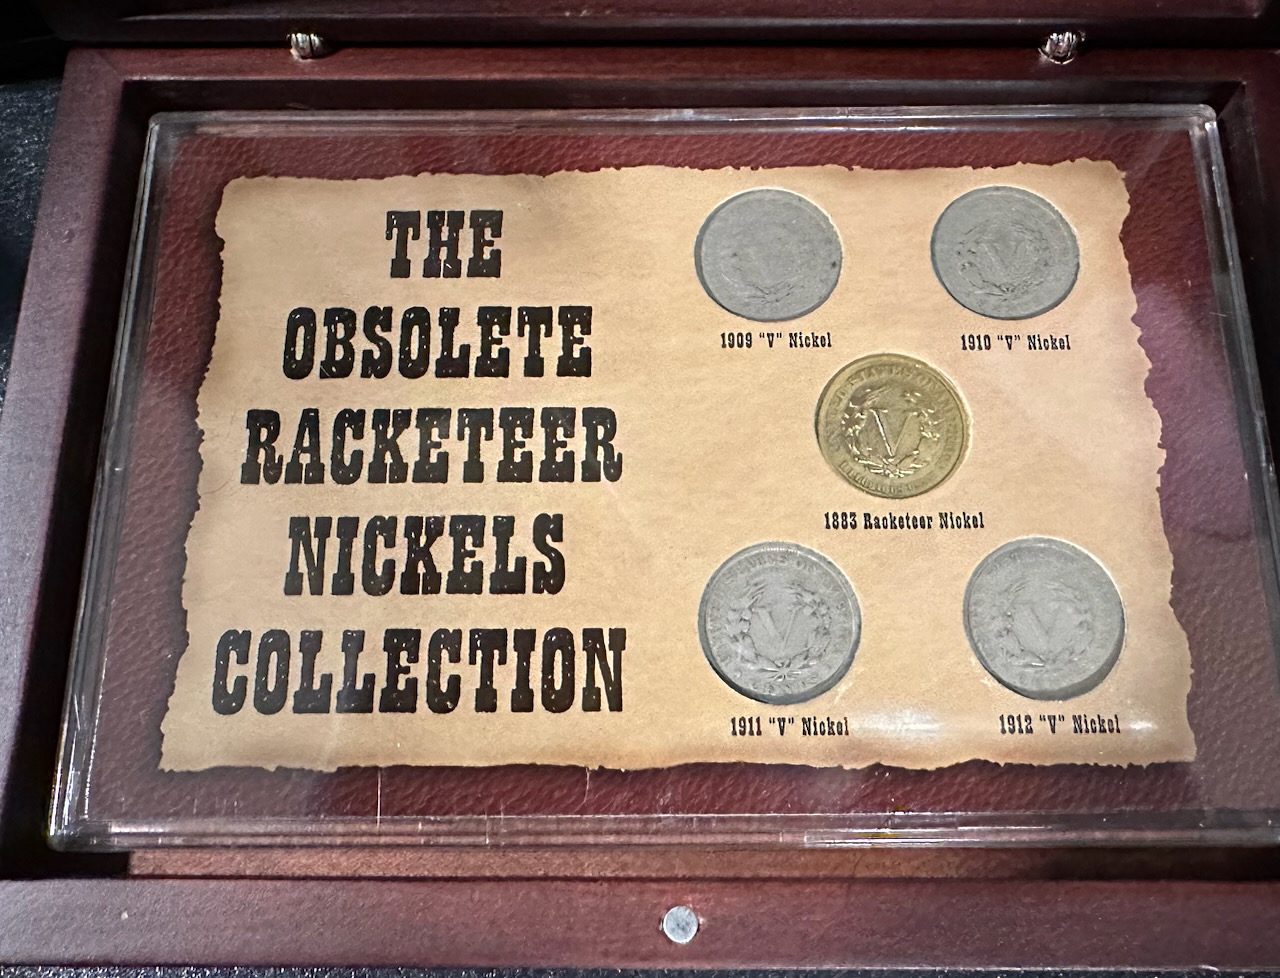 THE
OBSOLETE
RACKETEER
NICKELS
COLLECTION
1909 "V" Nickel
1910 "V" Nickel
V
1883 Racketeer Nickel
V
V
1911 "V" Nickel
1912 "V" Nickel